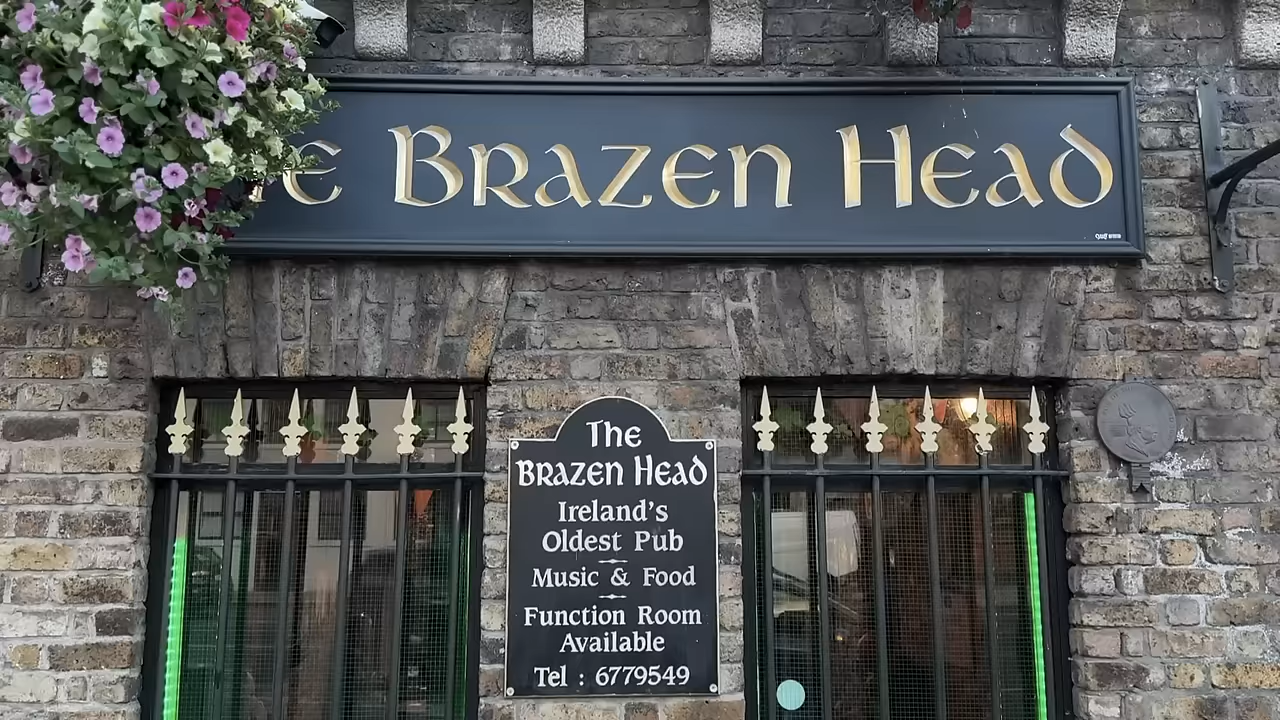 e Brazen Head
The
Brazen Head
Ireland's
Oldest Pub
Music & Food
Function Room
Available
Tel : 6779549